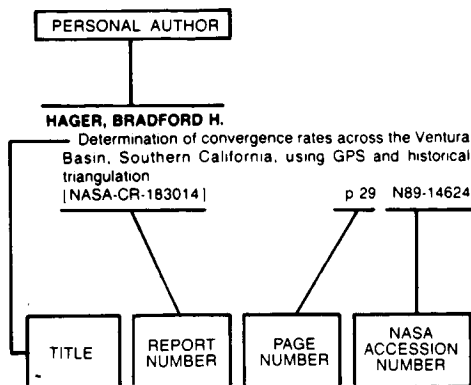 PERSONAL AUTHOR
HAGER, BRADFORD H.
Determination of convergence rates across the Ventura
Basin, Southern California, using GPS and historical
triangulation
[NASA-CR-183014] p 29 N89-14624
TITLE
REPORT
NUMBER
PAGE
NUMBER
NASA
ACCESSION
NUMBER